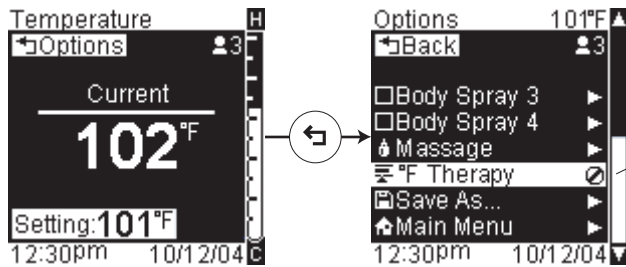 Temperature H
Options 3
Current
102°F
Setting:101°F
12:30pm 10/12/04 C
Options 101°F
Back 3
Body Spray 3
Body Spray 4
Massage
°F Therapy
Save As...
Main Menu
12:30pm 10/12/04